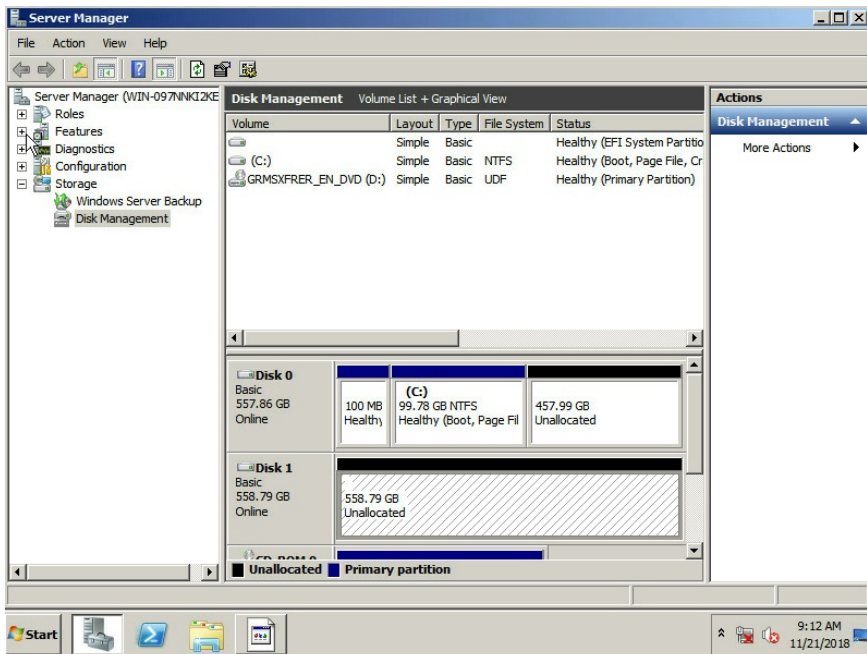 Server Manager
File Action View Help
Server Manager (WIN-097NNKI2KE
Roles
Features
Diagnostics
Configuration
Storage
Windows Server Backup
Disk Management
Disk Management Volume List + Graphical View
Volume Layout Type File System Status
Simple Basic Healthy (EFI System Partitio
(C:) Simple Basic NTFS Healthy (Boot, Page File, Cr
GRMSXFRER_EN_DVD (D:) Simple Basic UDF Healthy (Primary Partition)
Disk 0
Basic
557.86 GB
Online
100 MB
Healthy
(C:)
99.78 GB NTFS
Healthy (Boot, Page Fil
457.99 GB
Unallocated
Disk 1
Basic
558.79 GB
Online
558.79 GB
Unallocated
CD-ROM 0
Unallocated Primary partition
Actions
Disk Management
More Actions
Start
9:12 AM
11/21/2018